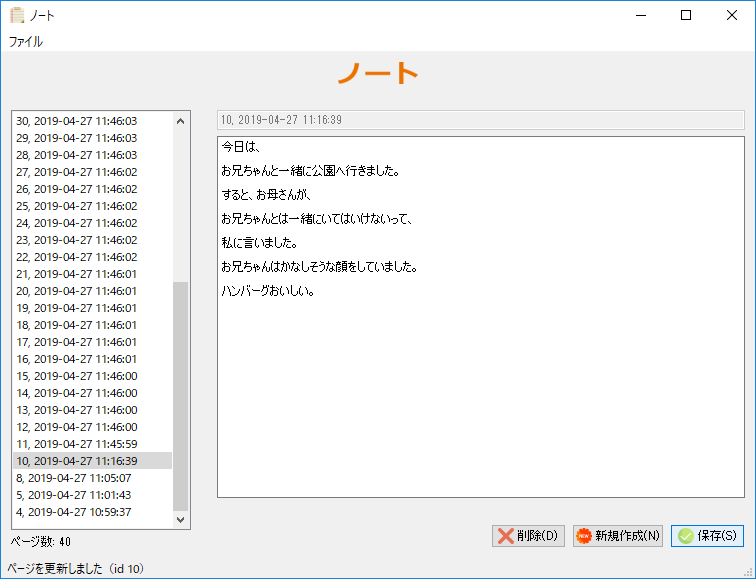 ノート
ファイル
ノート
30, 2019-04-27 11:46:03
29, 2019-04-27 11:46:03
28, 2019-04-27 11:46:03
27, 2019-04-27 11:46:02
26, 2019-04-27 11:46:02
25, 2019-04-27 11:46:02
24, 2019-04-27 11:46:02
23, 2019-04-27 11:46:02
22, 2019-04-27 11:46:02
21, 2019-04-27 11:46:01
20, 2019-04-27 11:46:01
19, 2019-04-27 11:46:01
18, 2019-04-27 11:46:01
17, 2019-04-27 11:46:01
16, 2019-04-27 11:46:01
15, 2019-04-27 11:46:00
14, 2019-04-27 11:46:00
13, 2019-04-27 11:46:00
12, 2019-04-27 11:46:00
11, 2019-04-27 11:45:59
10, 2019-04-27 11:16:39
8, 2019-04-27 11:05:07
5, 2019-04-27 11:01:43
4, 2019-04-27 10:59:37
ページ数: 40
10, 2019-04-27 11:16:39
今日は、
お兄ちゃんと一緒に公園へ行きました。
すると、お母さんが、
お兄ちゃんとは一緒にいてはいけないって、
私に言いました。
お兄ちゃんはかなしそうな顔をしていました。
ハンバーグおいしい。
削除(D)
NEW 新規作成(N)
保存(S)
ページを更新しました（id 10）